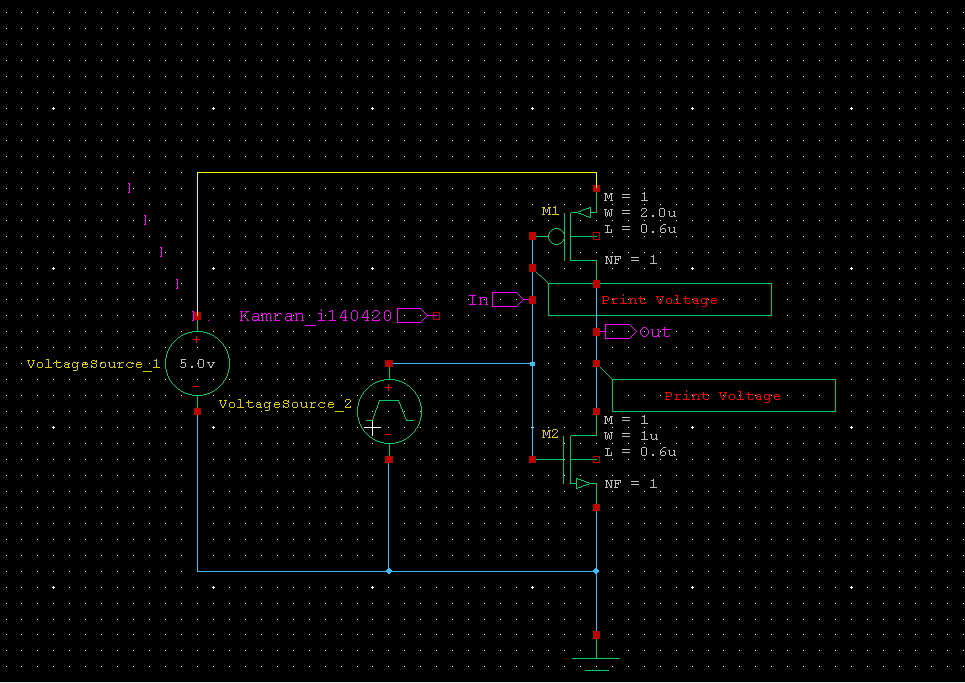 M1
M = 1
W = 2.0u
L = 0.6u
NF = 1
In
Print Voltage
Kamran_i140420
Out
VoltageSource_1
5.0v
Print Voltage
VoltageSource_2
M2
M = 1
W = 1u
L = 0.6u
NF = 1